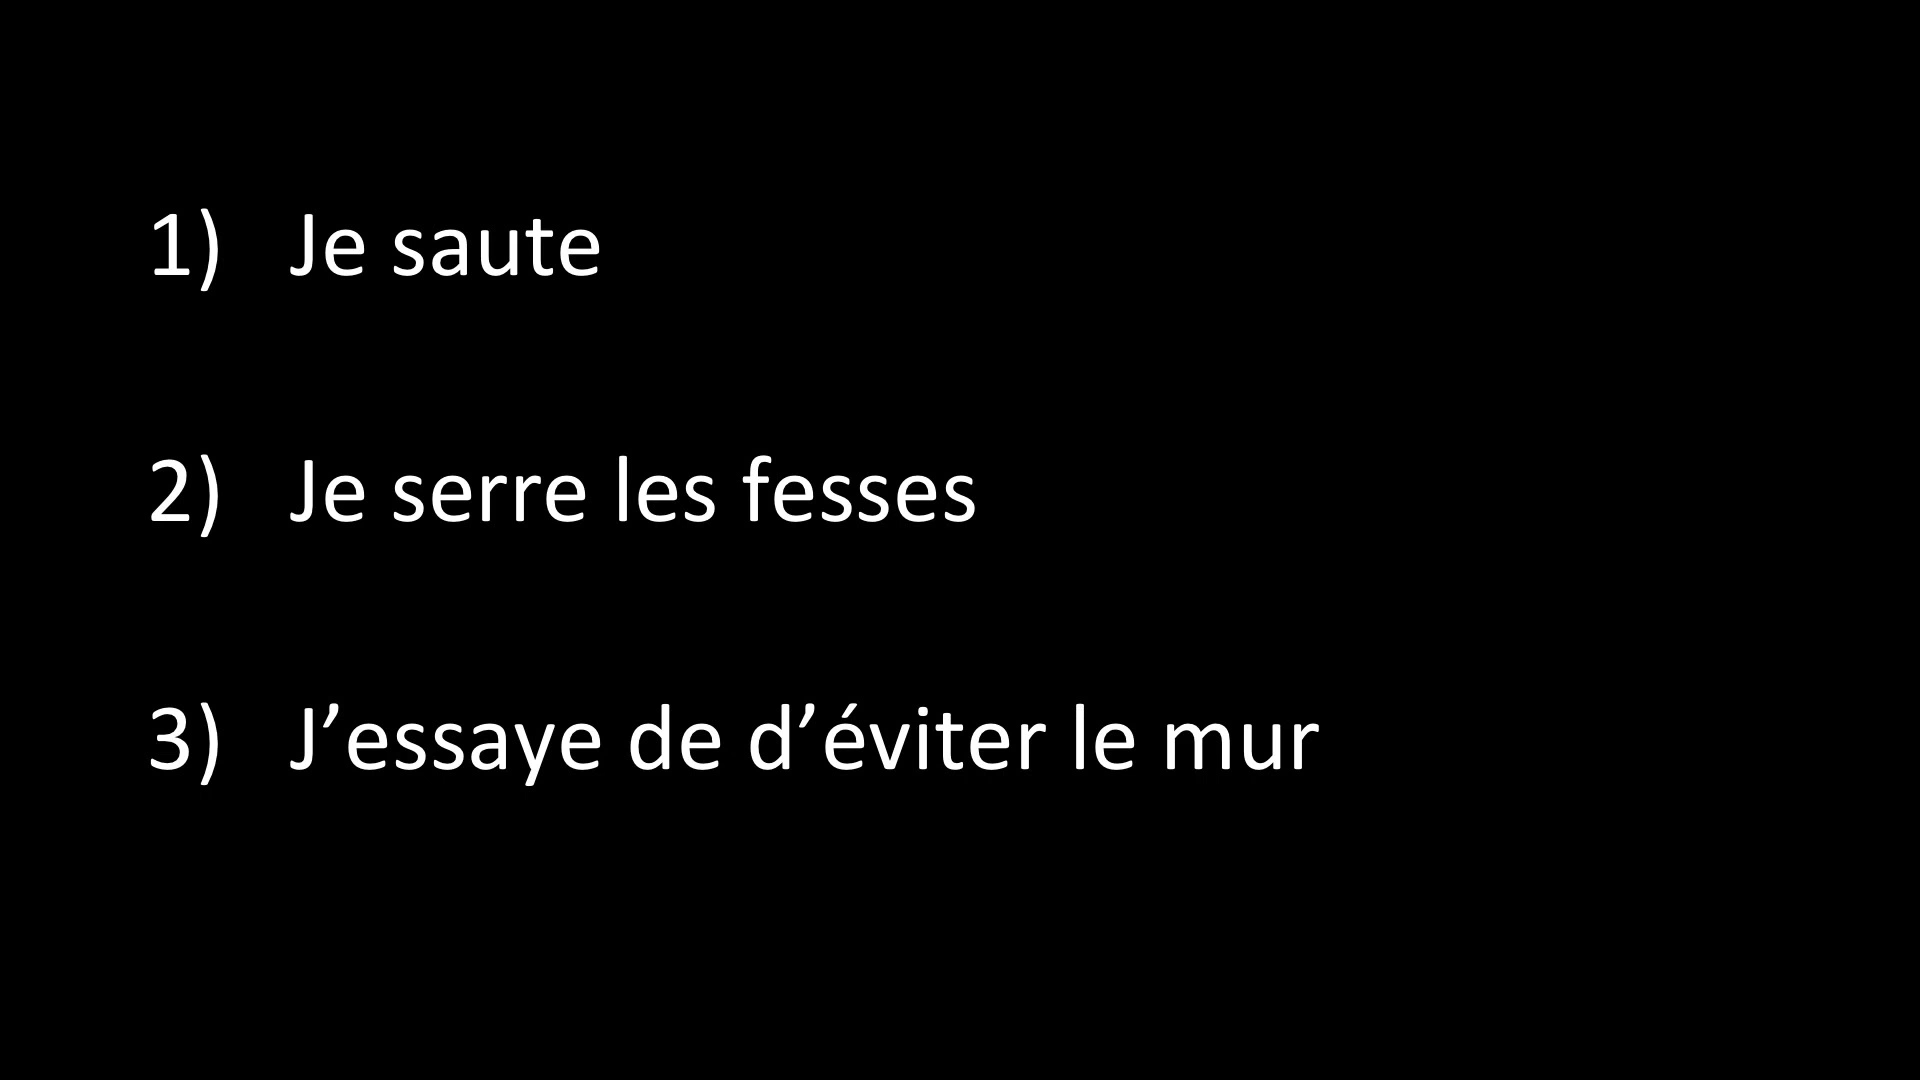 1) Je saute
2) Je serre les fesses
3) J’essaye de d’éviter le mur